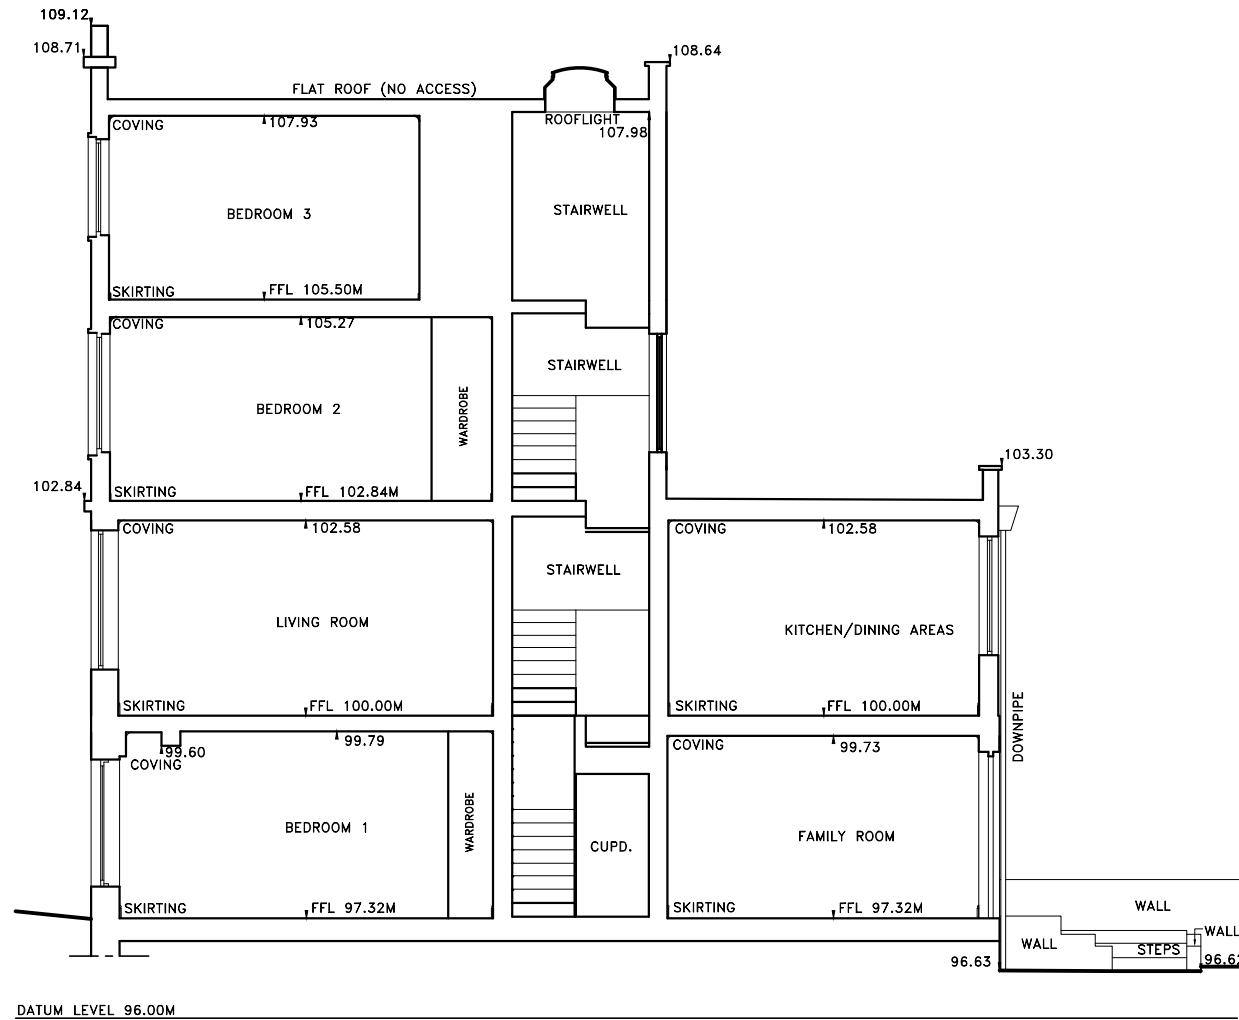 109.12
108.71
108.64
FLAT ROOF (NO ACCESS)
COVING
107.93
ROOFLIGHT
107.98
BEDROOM 3
STAIRWELL
SKIRTING
FFL 105.50M
COVING
105.27
STAIRWELL
BEDROOM 2
WARDROBE
103.30
102.84
SKIRTING
FFL 102.84M
COVING
102.58
COVING
102.58
STAIRWELL
LIVING ROOM
KITCHEN/DINING AREAS
SKIRTING
FFL 100.00M
SKIRTING
FFL 100.00M
DOWNPIPE
99.60
COVING
99.79
COVING
99.73
BEDROOM 1
WARDROBE
CUPD.
FAMILY ROOM
SKIRTING
FFL 97.32M
SKIRTING
FFL 97.32M
WALL
WALL
WALL
STEPS
96.63
96.62
DATUM LEVEL 96.00M